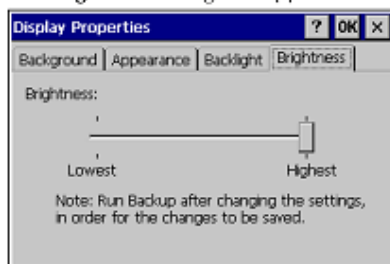 Display Properties ? OK ×
Background Appearance Backlight Brightness
Brightness:
Lowest Highest
Note: Run Backup after changing the settings,
in order for the changes to be saved.